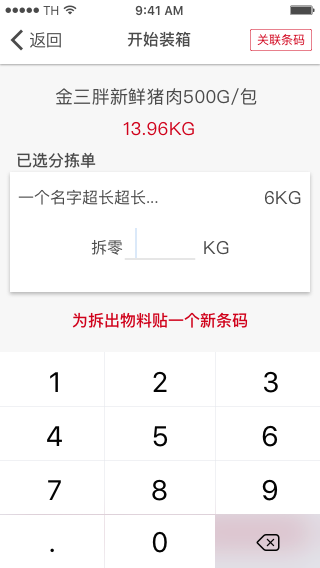 TH 9:41 AM
返回 开始装箱 关联条码
金三胖新鲜猪肉500G/包
13.96KG
已选分拣单
一个名字超长超长... 6KG
拆零 KG
为拆出物料贴一个新条码
1 2 3
4 5 6
7 8 9
. 0